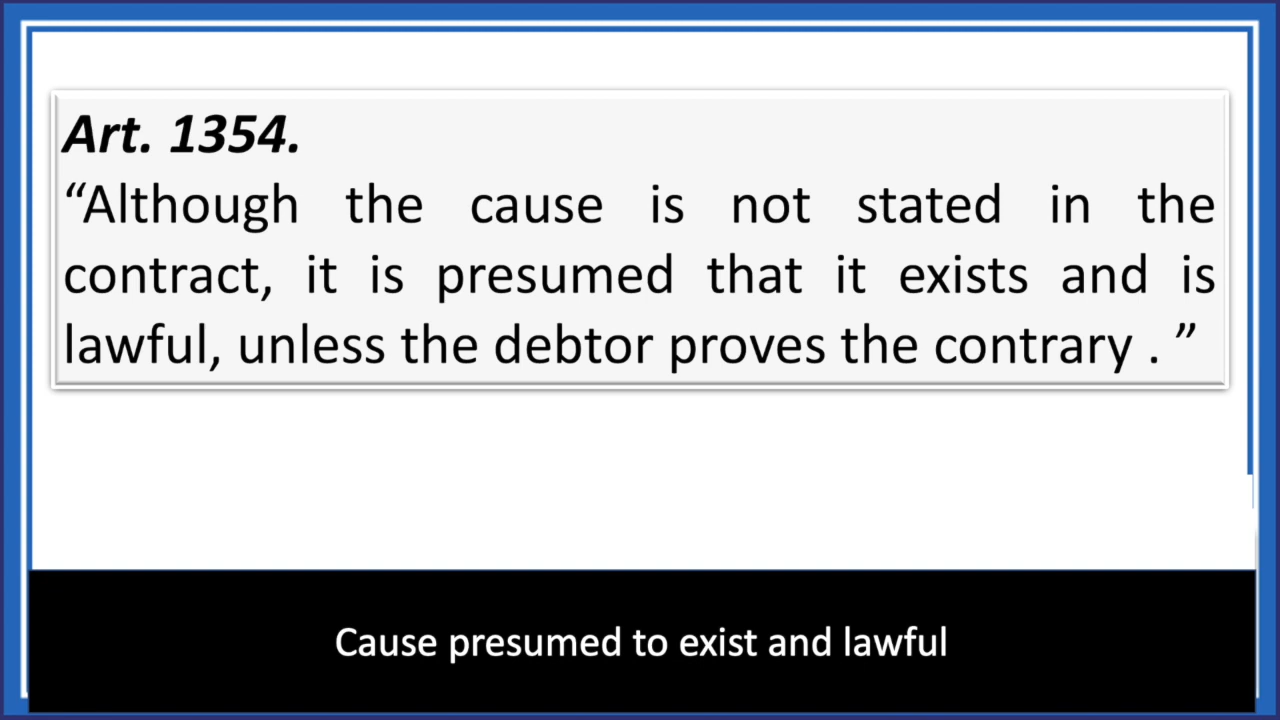 Art. 1354.
“Although the cause is not stated in the
contract, it is presumed that it exists and is
lawful, unless the debtor proves the contrary . ”
Cause presumed to exist and lawful